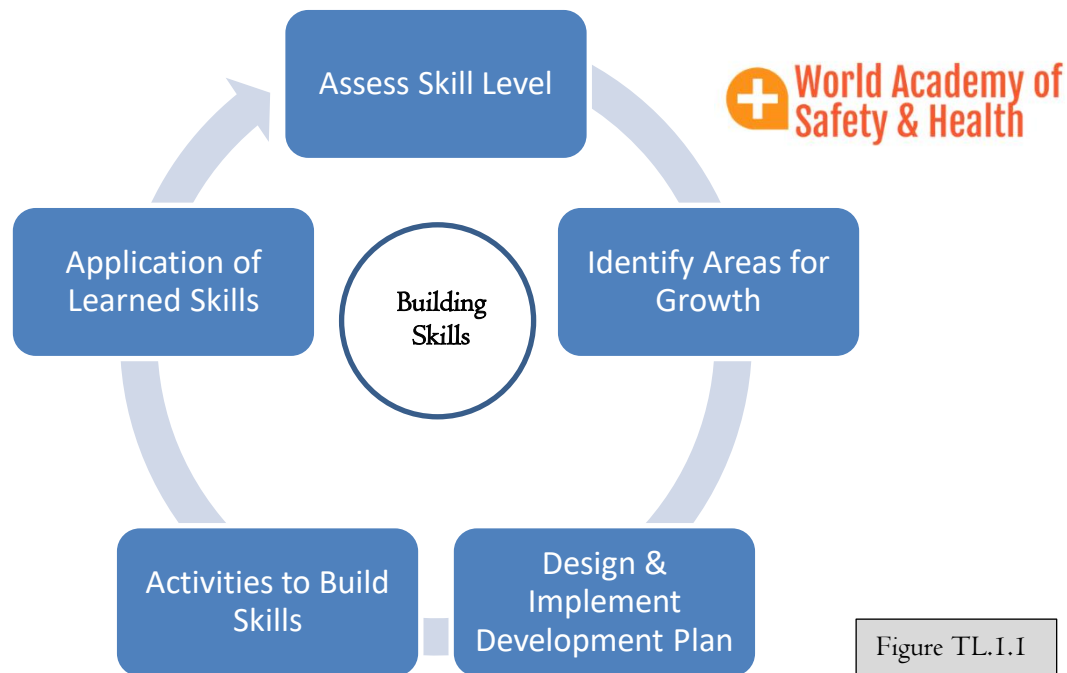 Assess Skill Level
World Academy of
Safety & Health
Application of
Learned Skills
Building
Skills
Identify Areas for
Growth
Activities to Build
Skills
Design &
Implement
Development Plan
Figure TL.1.1